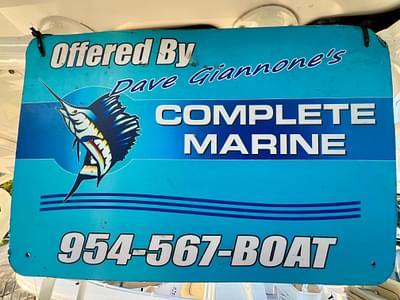 Offered By
Dave Giannone's
COMPLETE
MARINE
954-567-BOAT